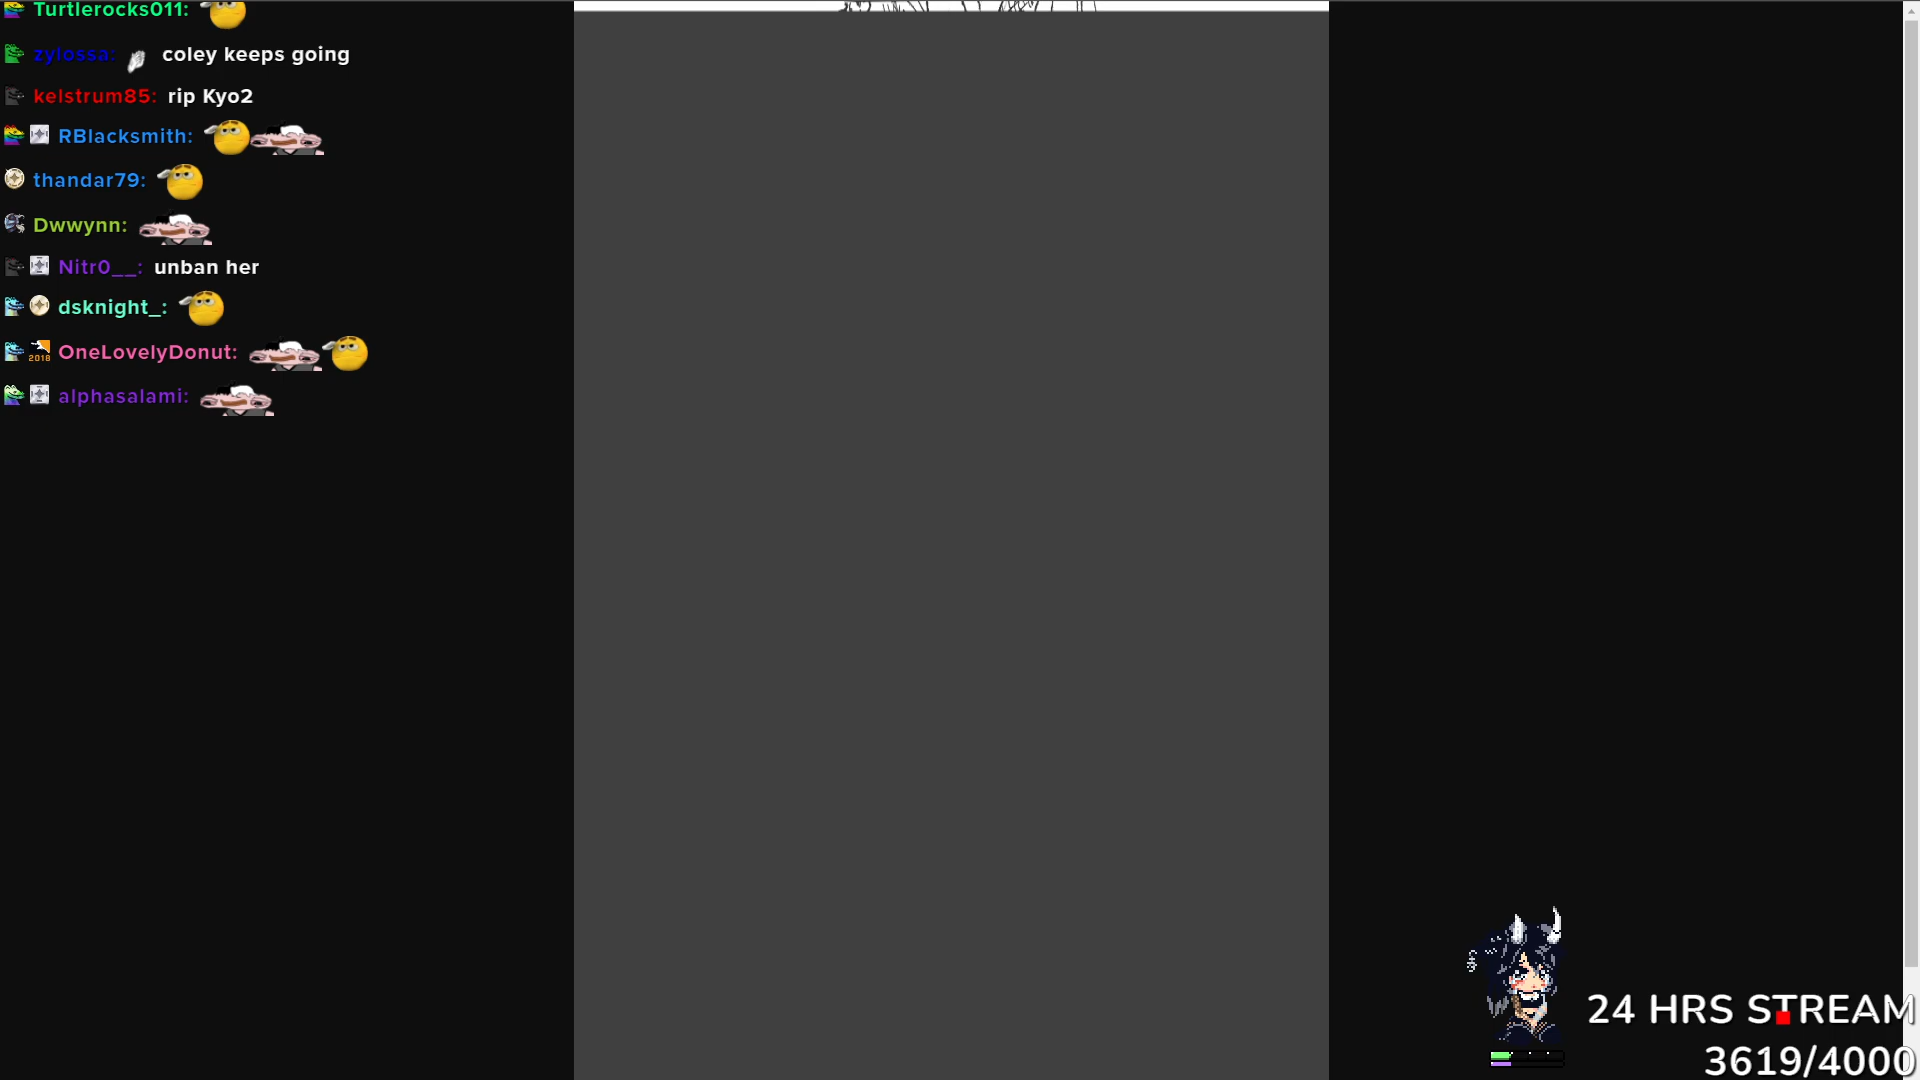 Turtlerocks011:
zylossa: coley keeps going
kelstrum85: rip Kyo2
RBlacksmith:
thandar79:
Dwwynn:
Nitr0__: unban her
dsknight_:
2018 OneLovelyDonut:
alphasalami:
24 HRS STREAM
3619/4000